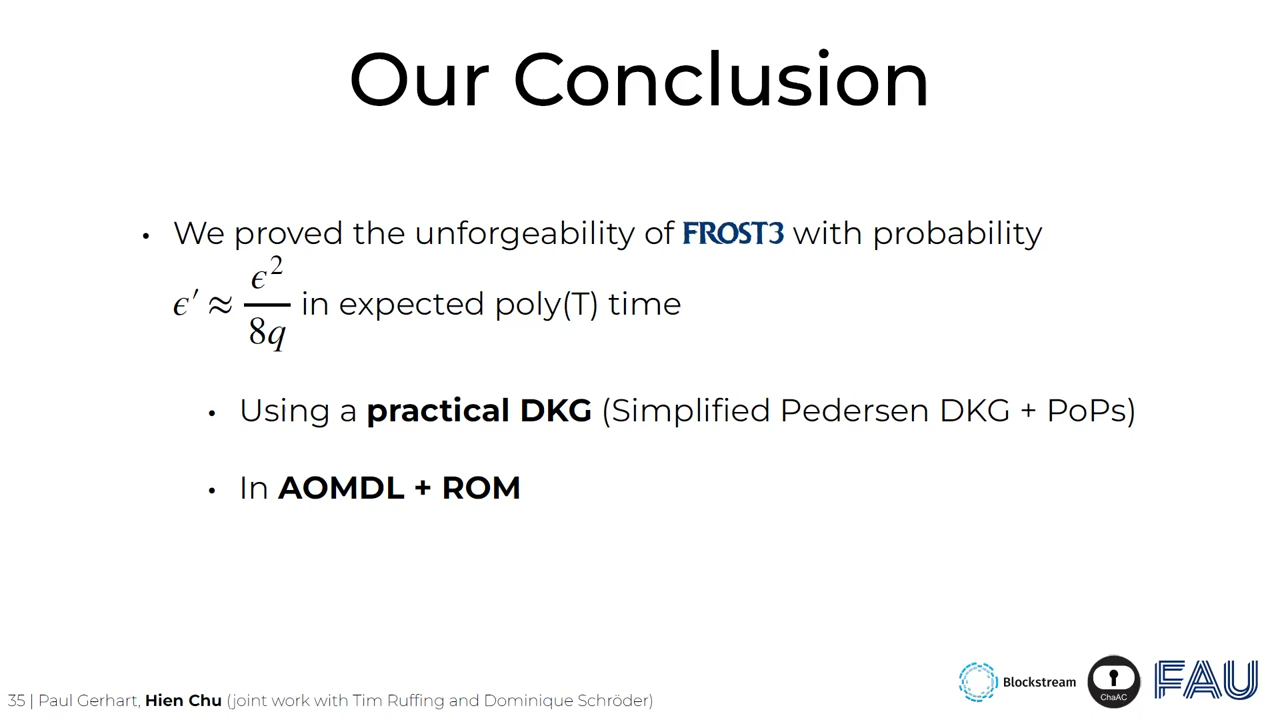 Our Conclusion
• We proved the unforgeability of FROST3 with probability
ϵ′ ≈ ϵ²/8q in expected poly(T) time
• Using a practical DKG (Simplified Pedersen DKG + PoPs)
• In AOMDL + ROM
35 | Paul Gerhart, Hien Chu (joint work with Tim Ruffing and Dominique Schröder)
Blockstream
ChaAC
FAU